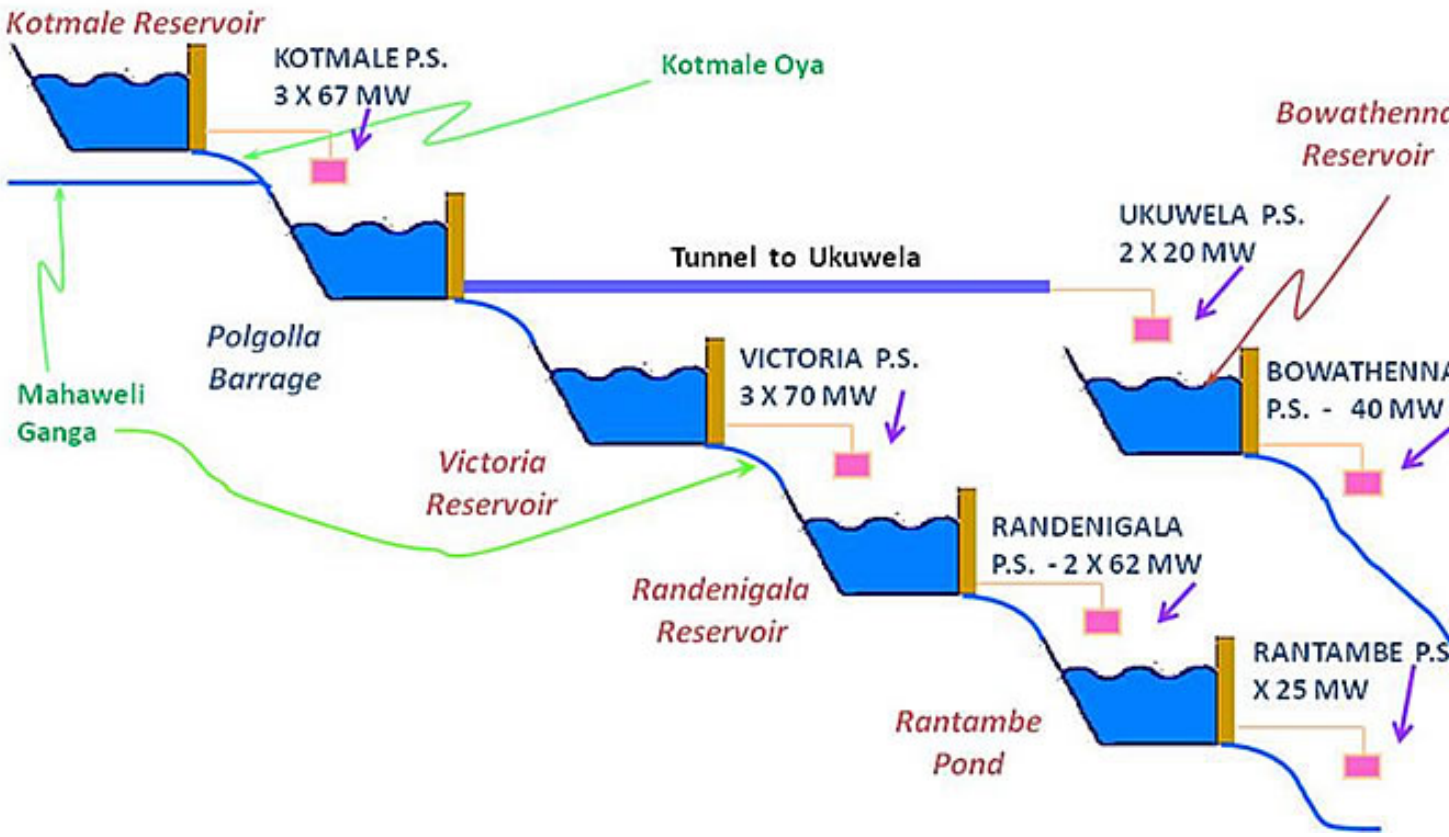 Kotmale Reservoir
KOTMALE P.S.
3 X 67 MW
Kotmale Oya
Bowathenna
Reservoir
UKUWELA P.S.
2 X 20 MW
Tunnel to Ukuwela
Polgolla
Barrage
VICTORIA P.S.
3 X 70 MW
BOWATHENNA
P.S. - 40 MW
Mahaweli
Ganga
Victoria
Reservoir
RANDENIGALA
P.S. - 2 X 62 MW
Randenigala
Reservoir
RANTAMBE P.S
X 25 MW
Rantambe
Pond